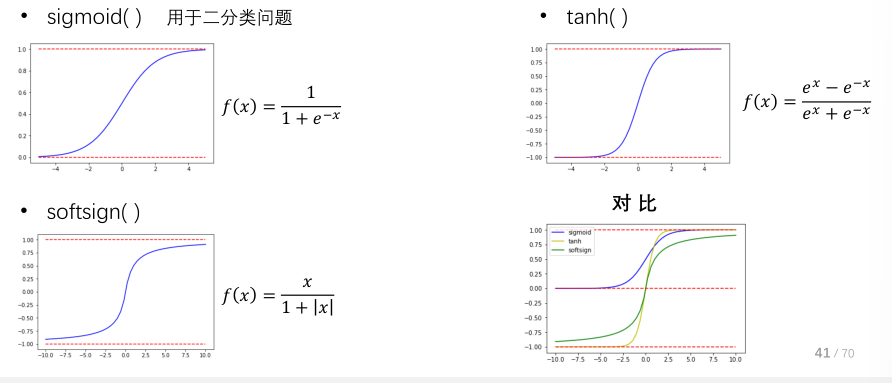 • sigmoid( ) 用于二分类问题
1.0
0.8
0.6
0.4
0.2
0.0
−4 −2 0 2 4
f(x) = 1 / (1 + e^{−x})
• tanh( )
1.00
0.75
0.50
0.25
0.00
−0.25
−0.50
−0.75
−1.00
−4 −2 0 2 4
f(x) = (e^x − e^{−x}) / (e^x + e^{−x})
• softsign( )
1.00
0.75
0.50
0.25
0.00
−0.25
−0.50
−0.75
−1.00
−10.0 −7.5 −5.0 −2.5 0.0 2.5 5.0 7.5 10.0
f(x) = x / (1 + |x|)
对 比
sigmoid
tanh
softsign
1.00
0.75
0.50
0.25
0.00
−0.25
−0.50
−0.75
−1.00
−10.0 −7.5 −5.0 −2.5 0.0 2.5 5.0 7.5 10.0
41 / 70